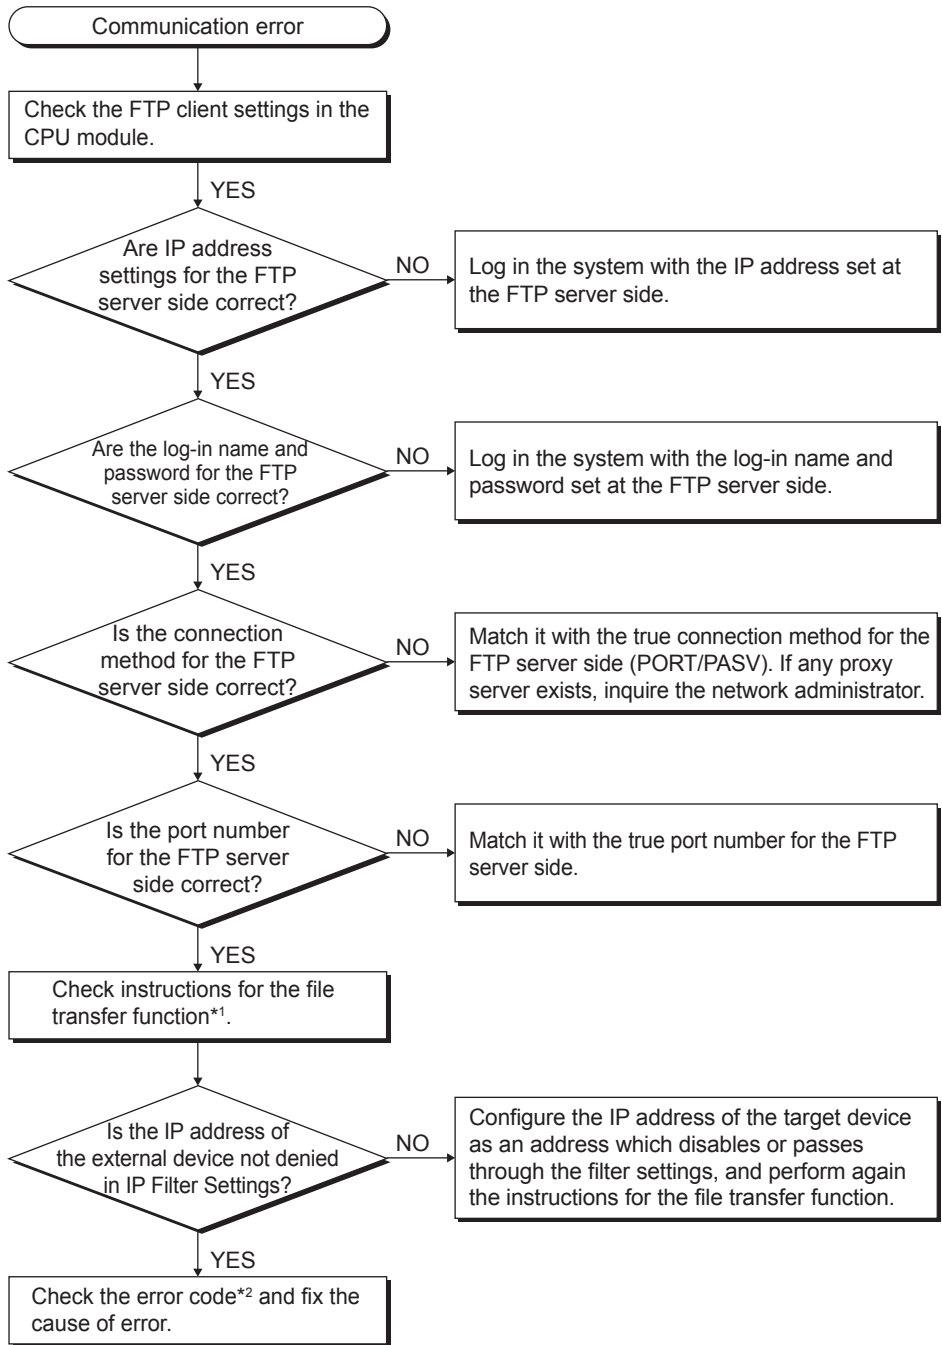 Communication error
Check the FTP client settings in the
CPU module.
YES
Are IP address
settings for the FTP
server side correct?
NO
Log in the system with the IP address set at
the FTP server side.
YES
Are the log-in name and
password for the FTP
server side correct?
NO
Log in the system with the log-in name and
password set at the FTP server side.
YES
Is the connection
method for the FTP
server side correct?
NO
Match it with the true connection method for the
FTP server side (PORT/PASV). If any proxy
server exists, inquire the network administrator.
YES
Is the port number
for the FTP server
side correct?
NO
Match it with the true port number for the FTP
server side.
YES
Check instructions for the file
transfer function*1.
Is the IP address of
the external device not denied
in IP Filter Settings?
NO
Configure the IP address of the target device
as an address which disables or passes
through the filter settings, and perform again
the instructions for the file transfer function.
YES
Check the error code*2 and fix the
cause of error.